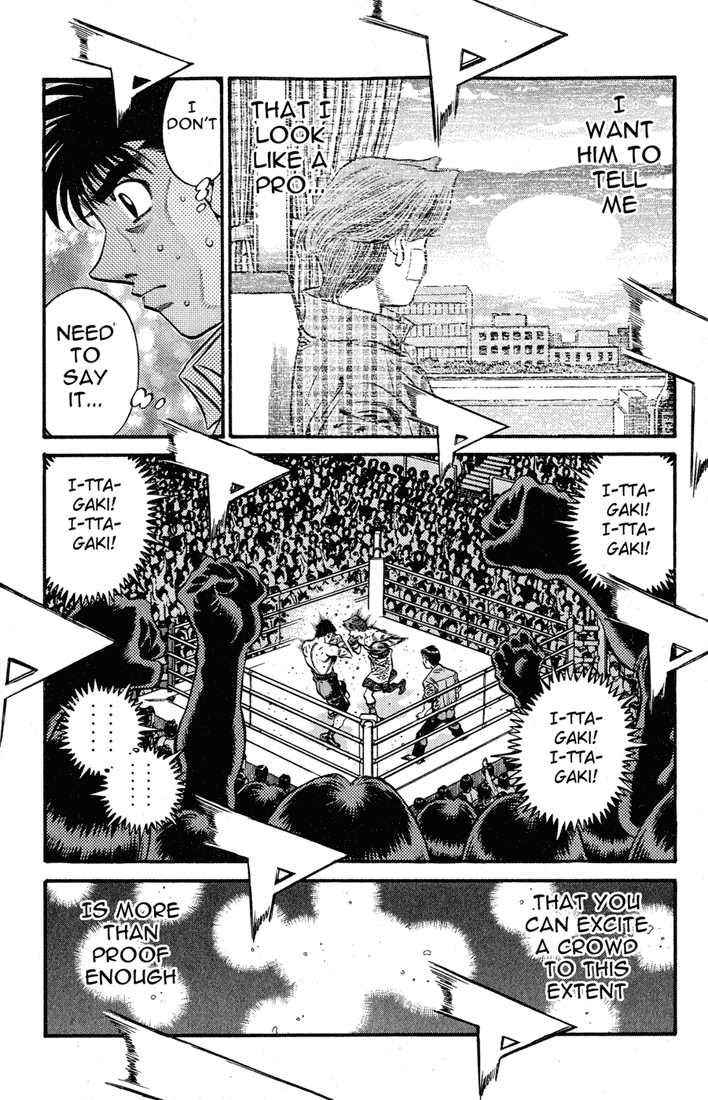 I
WANT
HIM TO
TELL
ME
THAT I
LOOK
LIKE A
PRO...
I
DON'T
NEED
TO
SAY
IT...
I-TTA-
GAKI!
I-TTA-
GAKI!
I-TTA-
GAKI!
I-TTA-
GAKI!
I-TTA-
GAKI!
I-TTA-
GAKI!
THAT YOU
CAN EXCITE
A CROWD
TO THIS
EXTENT
IS MORE
THAN
PROOF
ENOUGH